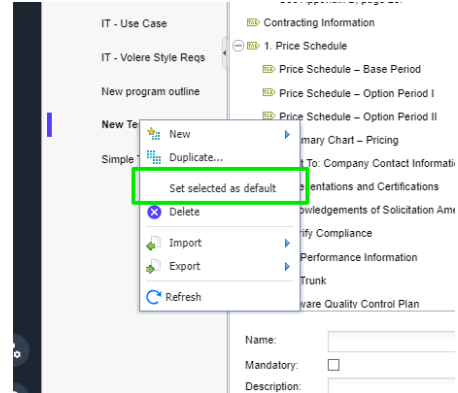 IT - Use Case
IT - Volere Style Reqs
New program outline
New Te
Simple
Contracting Information
1. Price Schedule
Price Schedule – Base Period
Price Schedule – Option Period I
Price Schedule – Option Period II
mary Chart – Pricing
t To: Company Contact Informati
entations and Certifications
owledgements of Solicitation Ame
ify Compliance
Performance Information
Trunk
ware Quality Control Plan
New
Duplicate...
Set selected as default
Delete
Import
Export
Refresh
Name:
Mandatory:
Description: